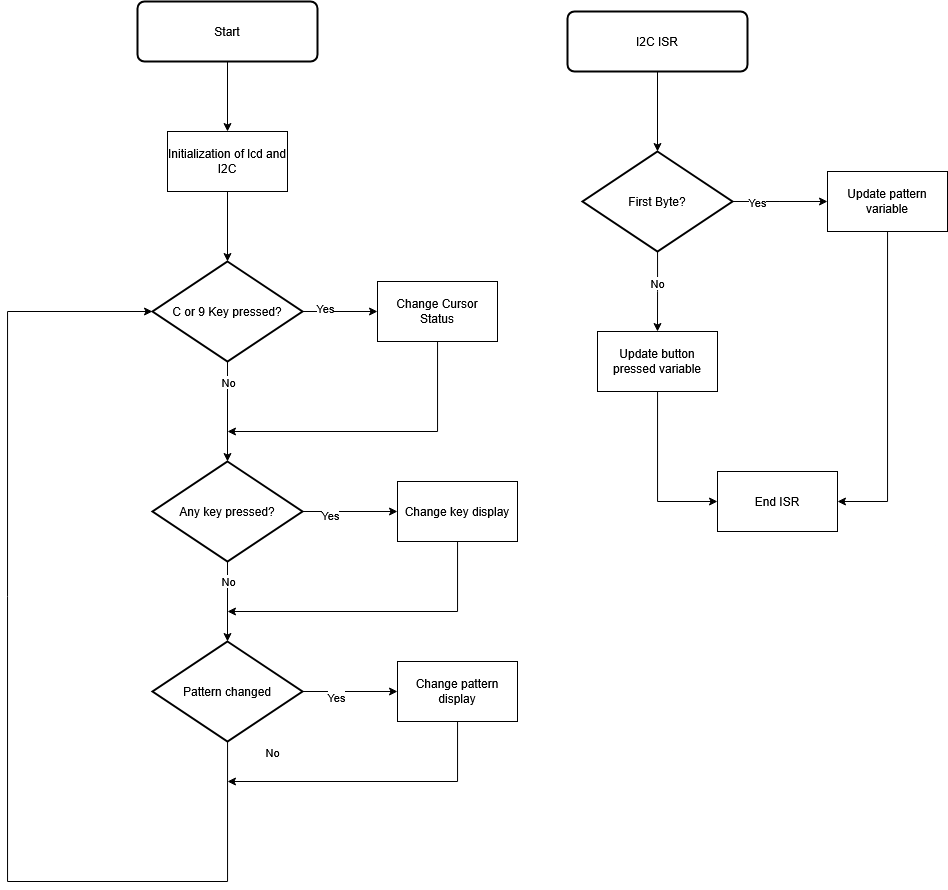 Start
Initialization of lcd and
I2C
C or 9 Key pressed?
Yes
Change Cursor
Status
No
Any key pressed?
Yes
Change key display
No
Pattern changed
Yes
Change pattern
display
No
I2C ISR
First Byte?
Yes
Update pattern
variable
No
Update button
pressed variable
End ISR